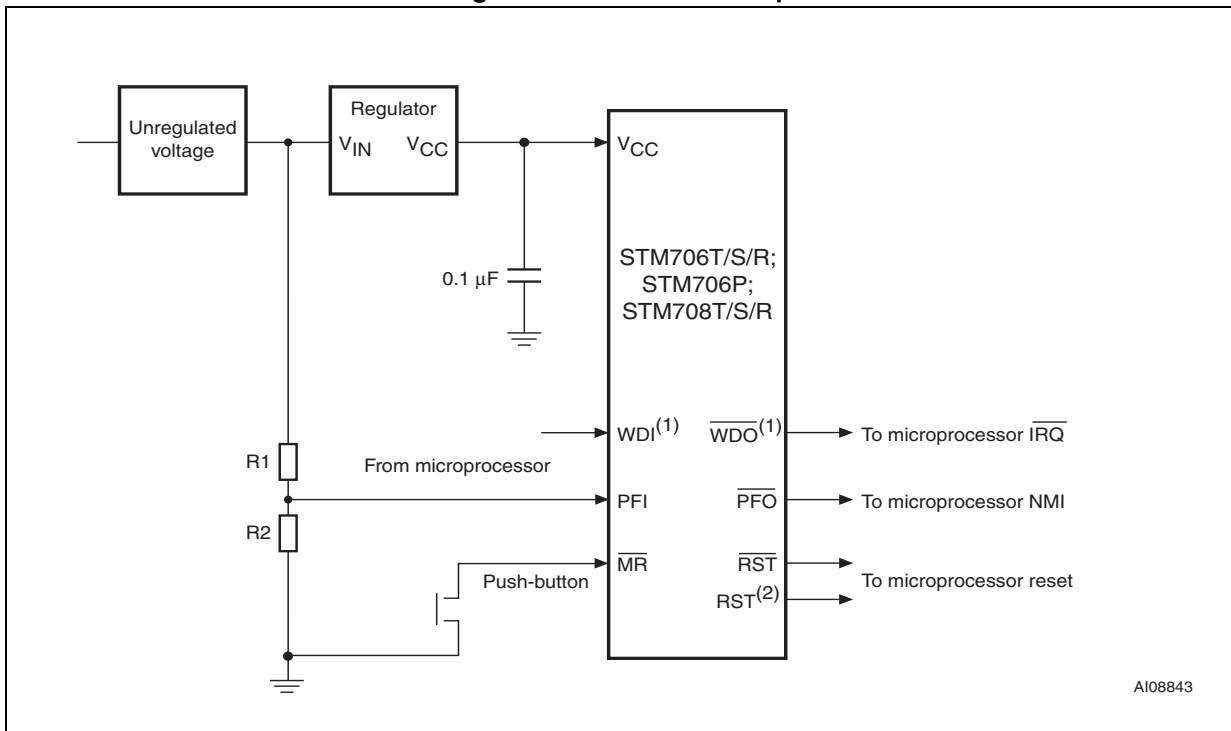 Unregulated
voltage
Regulator
VIN VCC
VCC
0.1 μF
STM706T/S/R;
STM706P;
STM708T/S/R
WDI(1)
WDO(1)
To microprocessor IRQ
R1
From microprocessor
PFI
PFO
To microprocessor NMI
R2
Push-button
MR
RST
To microprocessor reset
RST(2)
AI08843